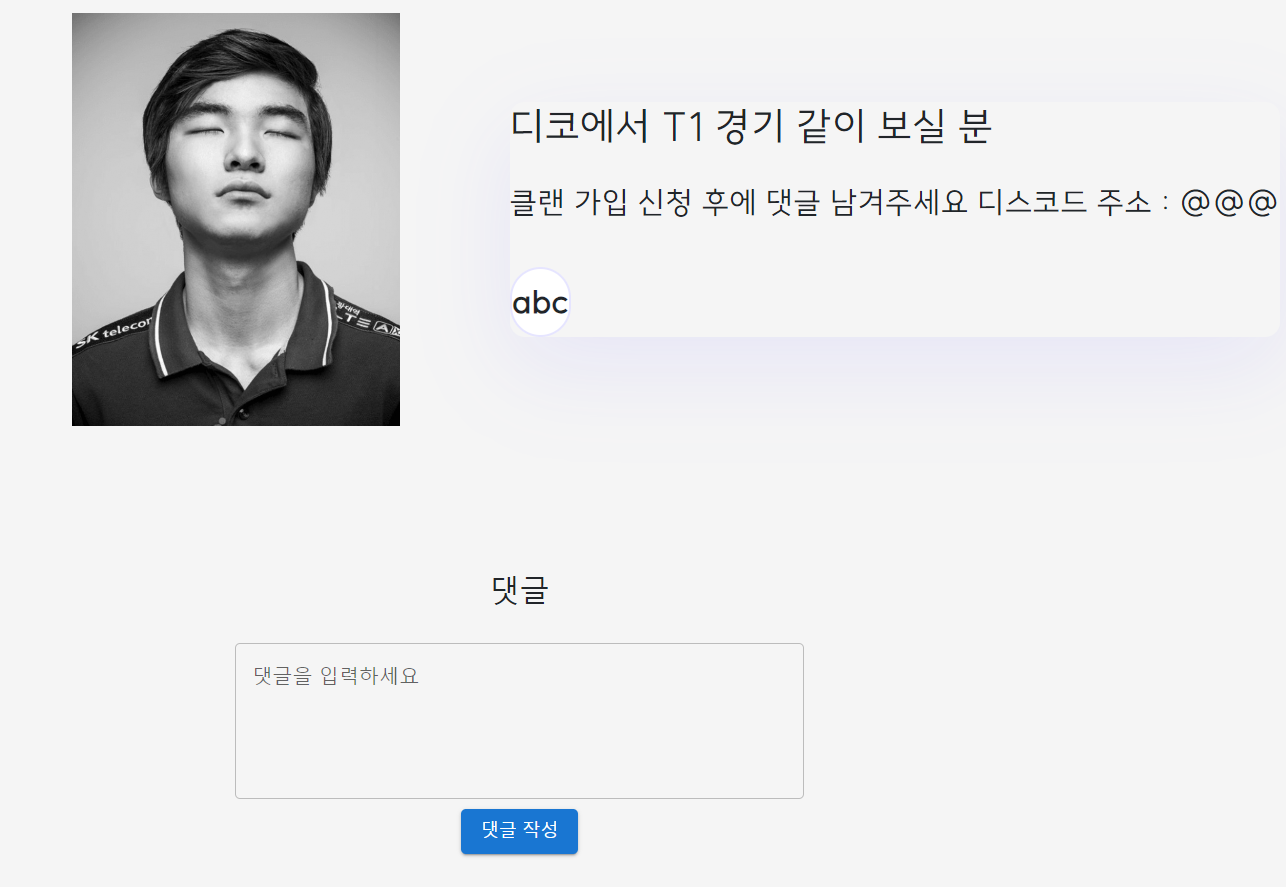 디코에서 T1 경기 같이 보실 분
클랜 가입 신청 후에 댓글 남겨주세요 디스코드 주소 : @@@
abc
SK telecom
댓글
댓글을 입력하세요
댓글 작성